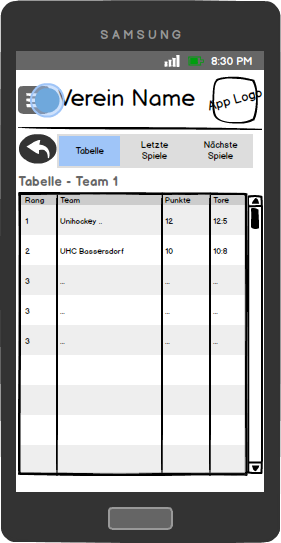 SAMSUNG
8:30 PM
Verein Name
App Logo
Tabelle
Letzte Spiele
Nächste Spiele
Tabelle - Team 1
Rang Team Punkte Tore
1 Unihockey .. 12 12:5
2 UHC Bassersdorf 10 10:8
3 ... ... ...
3 ... ... ...
3 ... ... ...